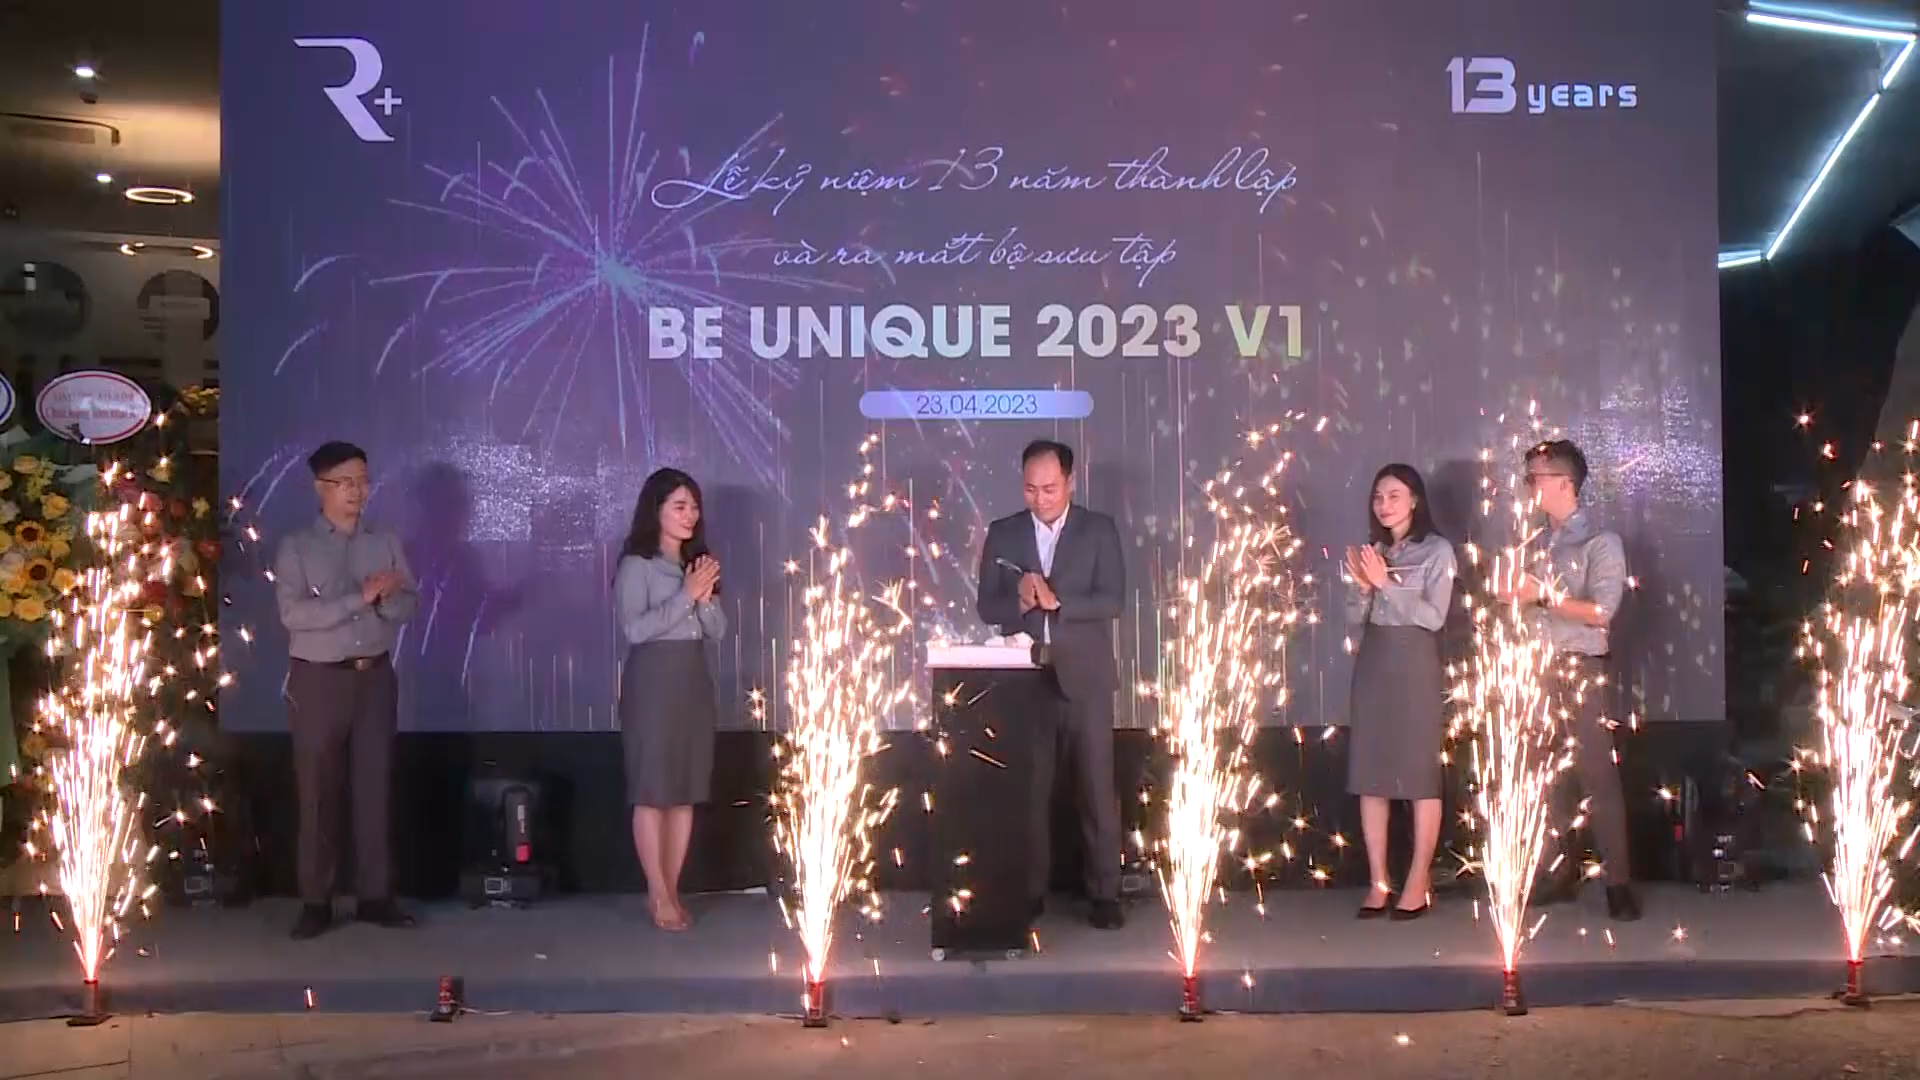 R+
13 years
Lễ kỷ niệm 13 năm thành lập
và ra mắt bộ sưu tập
BE UNIQUE 2023 V1
23.04.2023